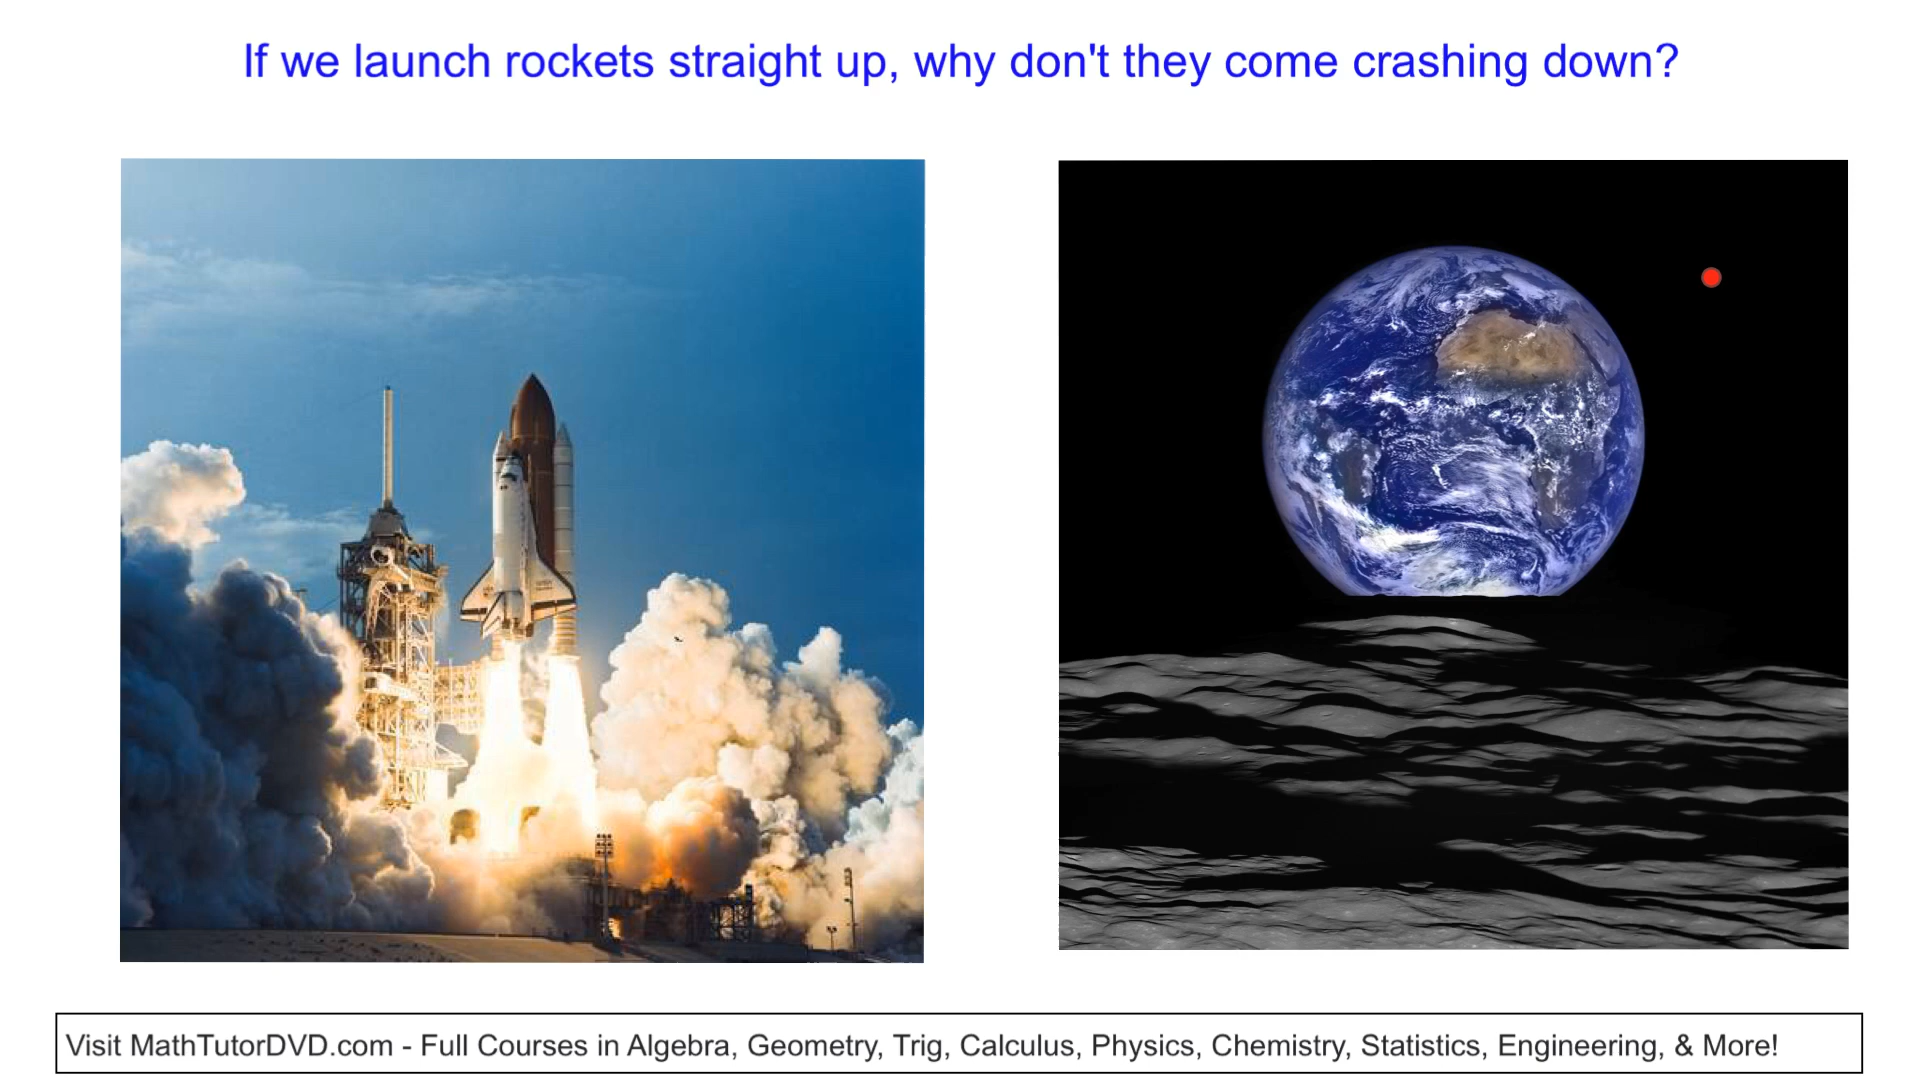 If we launch rockets straight up, why don't they come crashing down?
Visit MathTutorDVD.com - Full Courses in Algebra, Geometry, Trig, Calculus, Physics, Chemistry, Statistics, Engineering, & More!